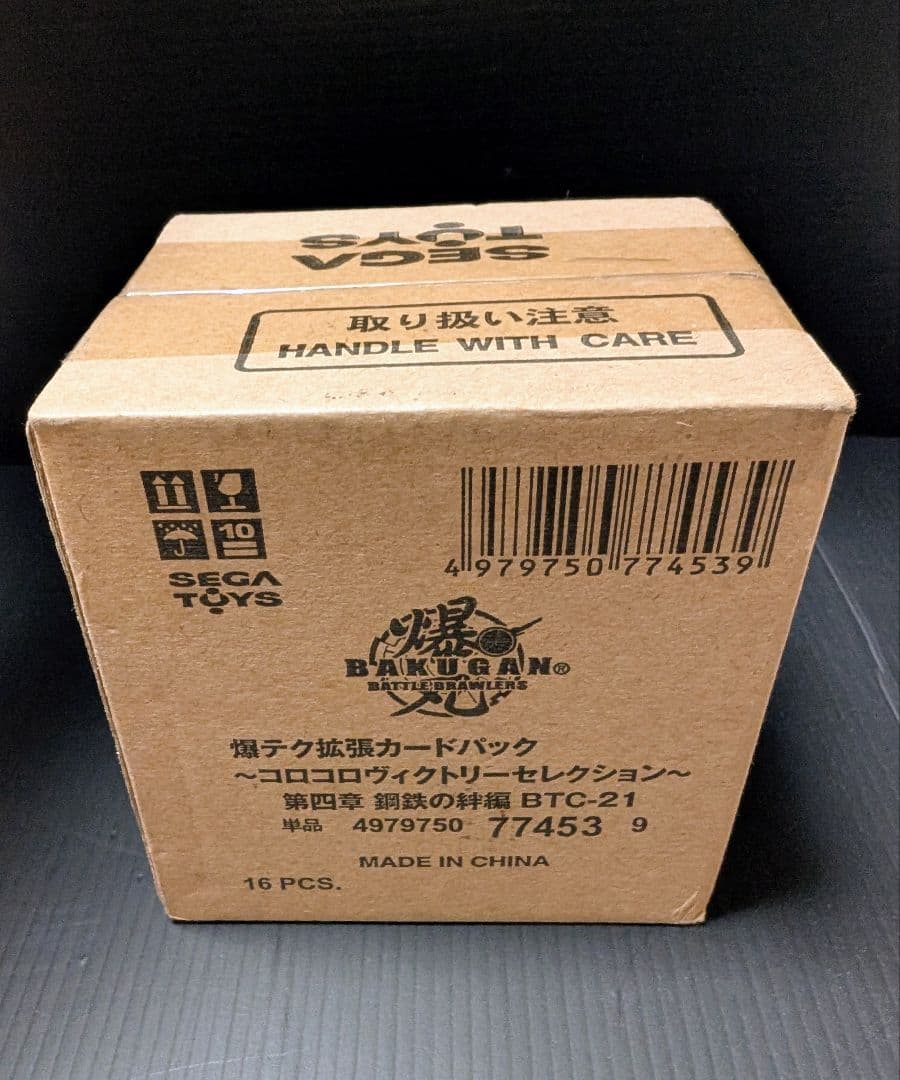 SEGA
TOYS
取り扱い注意
HANDLE WITH CARE
10
SEGA
TOYS
4 979750 774539
爆丸
BAKUGAN®
BATTLE BRAWLERS
爆テク拡張カードパック
〜コロコロヴィクトリーセレクション〜
第四章 鋼鉄の絆編 BTC-21
単品 4979750 77453 9
MADE IN CHINA
16 PCS.